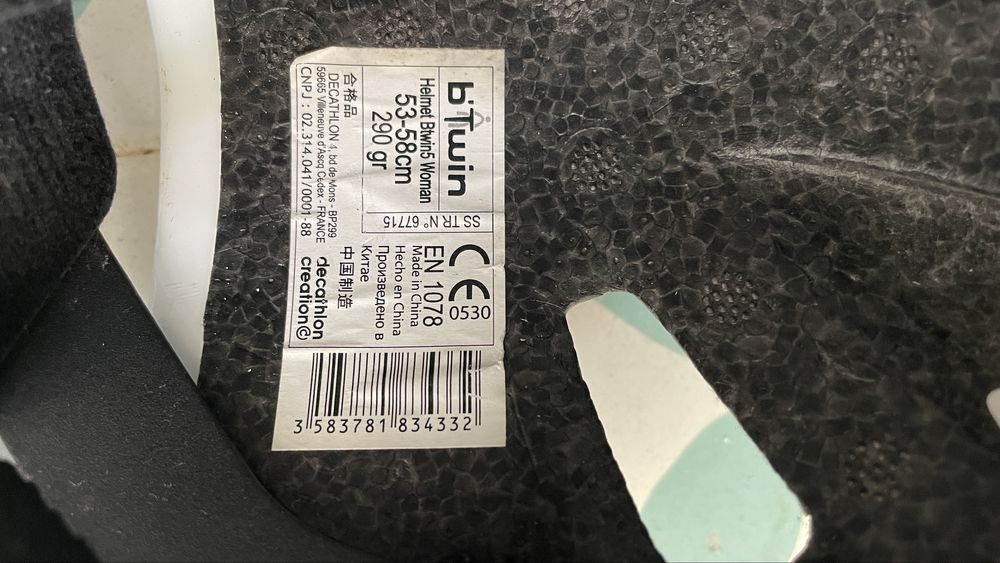 b'Twin
Helmet Btwin5 Woman
53-58cm
290 gr
SS TR N° 67715
合格品
DECATHLON 4, bd de Mons - BP299
59665 Villeneuve d'Ascq Cedex - FRANCE
CNPJ : 02.314.041/0001-88
CE
0530
EN 1078
Made in China
Hecho en China
Произведено в
Китае
中国制造
decathlon
creation©
3 583781 834332